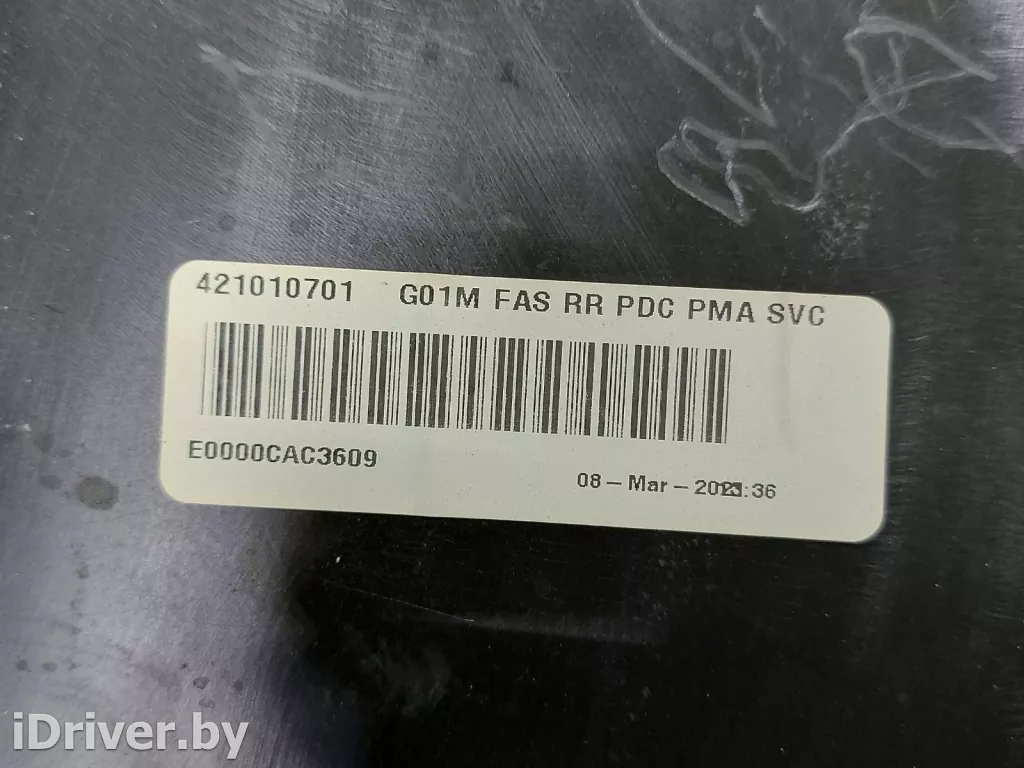 421010701 G01M FAS RR PDC PMA SVC
E0000CAC3609
08-Mar-
iDriver.by